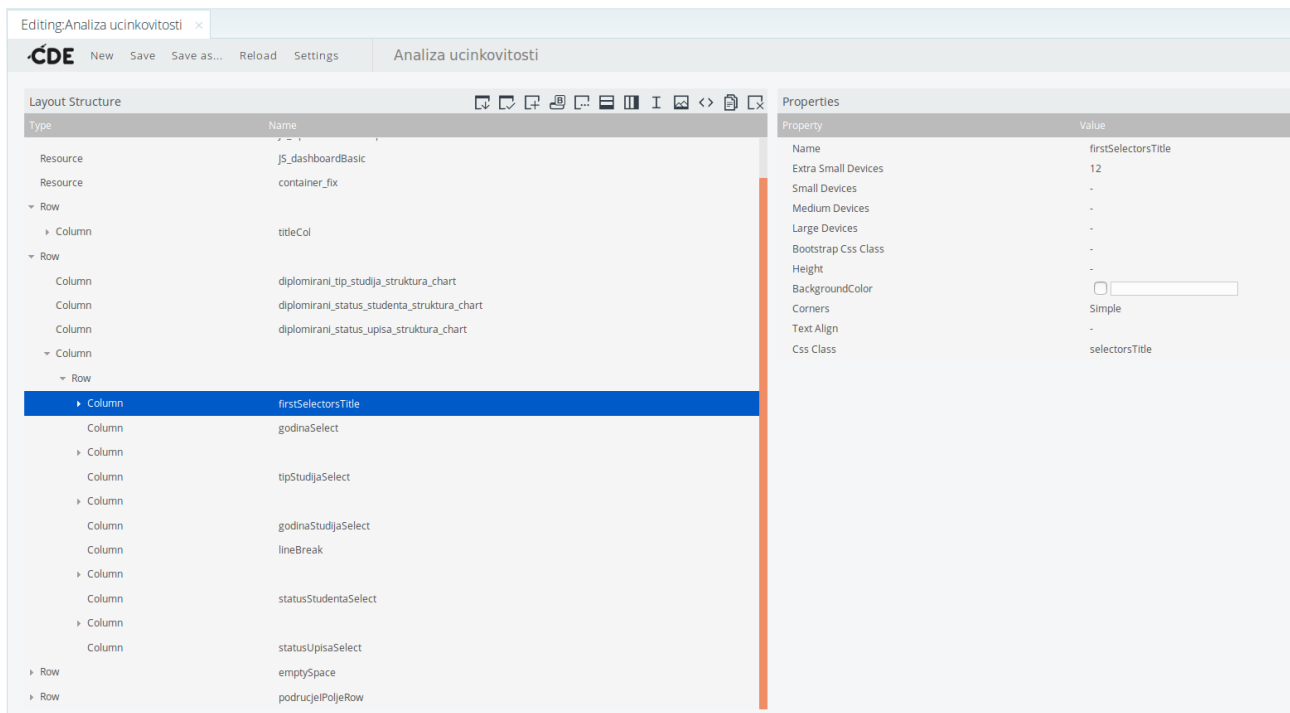 Editing:Analiza ucinkovitosti ×
CDE New Save Save as... Reload Settings Analiza ucinkovitosti
Layout Structure
Type Name
Resource JS_dashboardBasic
Resource container_fix
Row
Column titleCol
Row
Column diplomirani_tip_studija_struktura_chart
Column diplomirani_status_studenta_struktura_chart
Column diplomirani_status_upisa_struktura_chart
Column
Row
Column firstSelectorsTitle
Column godinaSelect
Column
Column tipStudijaSelect
Column
Column godinaStudijaSelect
Column lineBreak
Column
Column statusStudentaSelect
Column
Column statusUpisaSelect
Row emptySpace
Row podrucjeIPoljeRow
Properties
Property Value
Name firstSelectorsTitle
Extra Small Devices 12
Small Devices -
Medium Devices -
Large Devices -
Bootstrap Css Class -
Height -
BackgroundColor
Corners Simple
Text Align -
Css Class selectorsTitle